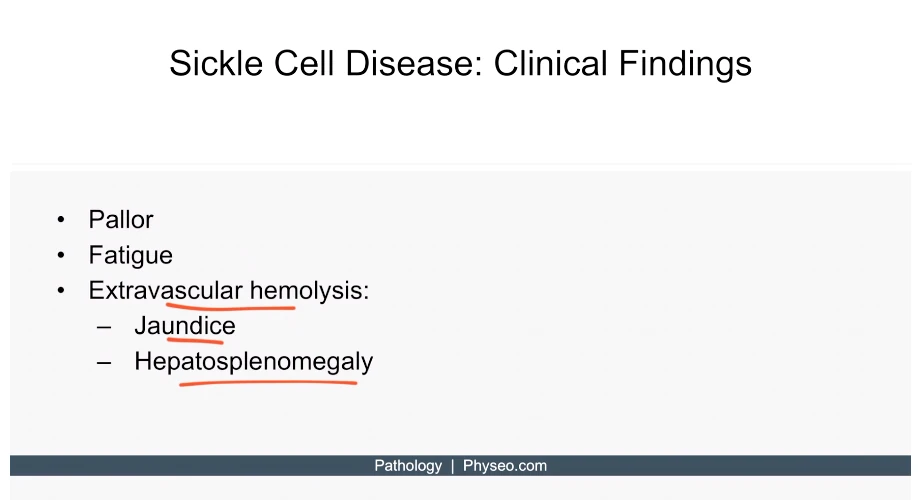 Sickle Cell Disease: Clinical Findings
• Pallor
• Fatigue
• Extravascular hemolysis:
– Jaundice
– Hepatosplenomegaly
Pathology | Physeo.com